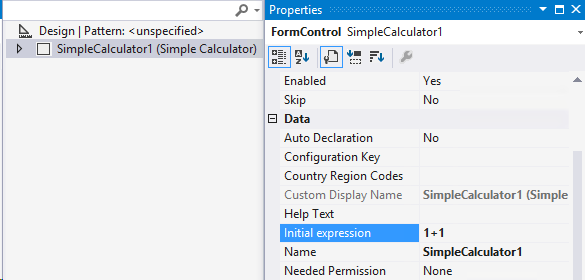 Design | Pattern: <unspecified>
SimpleCalculator1 (Simple Calculator)
Properties
FormControl SimpleCalculator1
Enabled Yes
Skip No
Data
Auto Declaration No
Configuration Key
Country Region Codes
Custom Display Name SimpleCalculator1 (Simple
Help Text
Initial expression 1+1
Name SimpleCalculator1
Needed Permission None